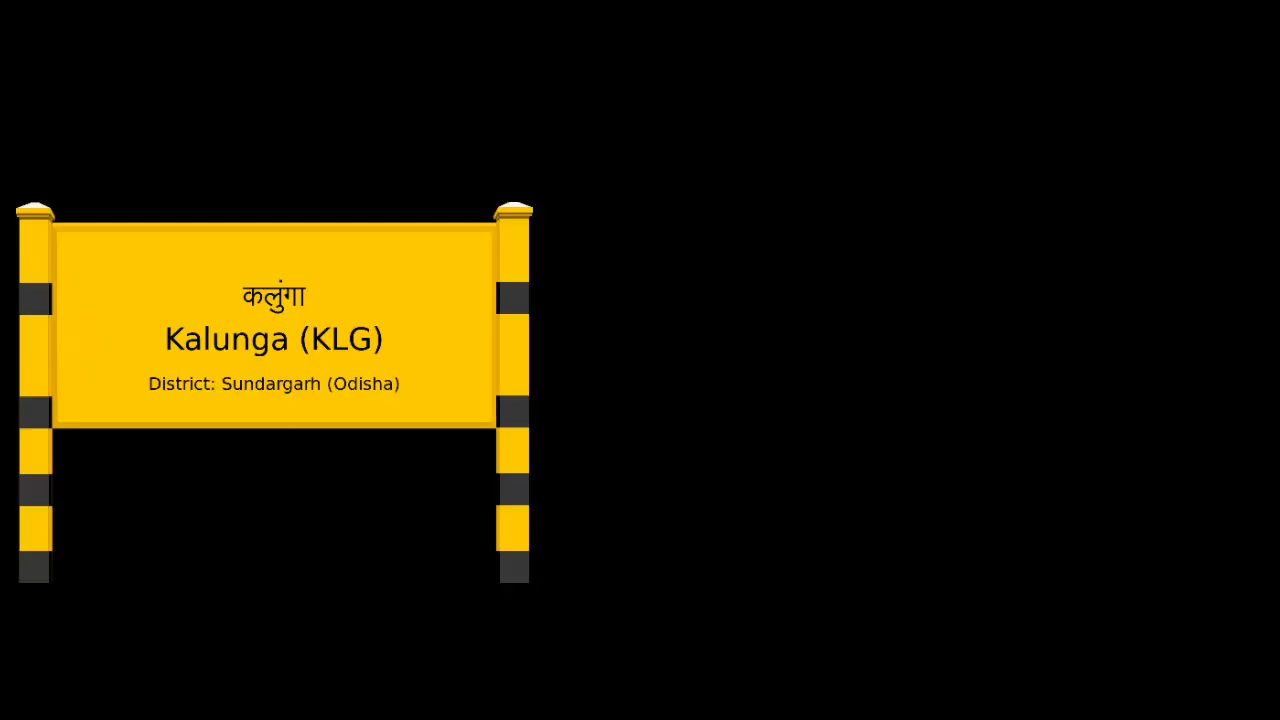 कलुंगा
Kalunga (KLG)
District: Sundargarh (Odisha)